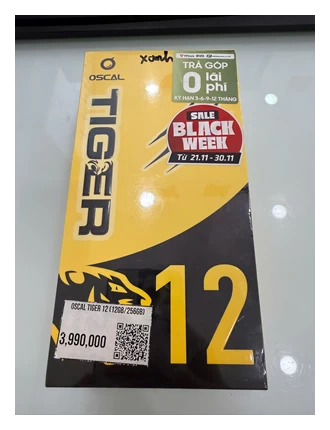 xanh
OSCAL
TRẢ GÓP
0 lãi phí
KỲ HẠN 3-6-9-12 THÁNG
SALE
BLACK
WEEK
Từ 21.11 - 30.11
TIGER
12
OSCAL TIGER 12 (12GB/256GB)
3,990,000